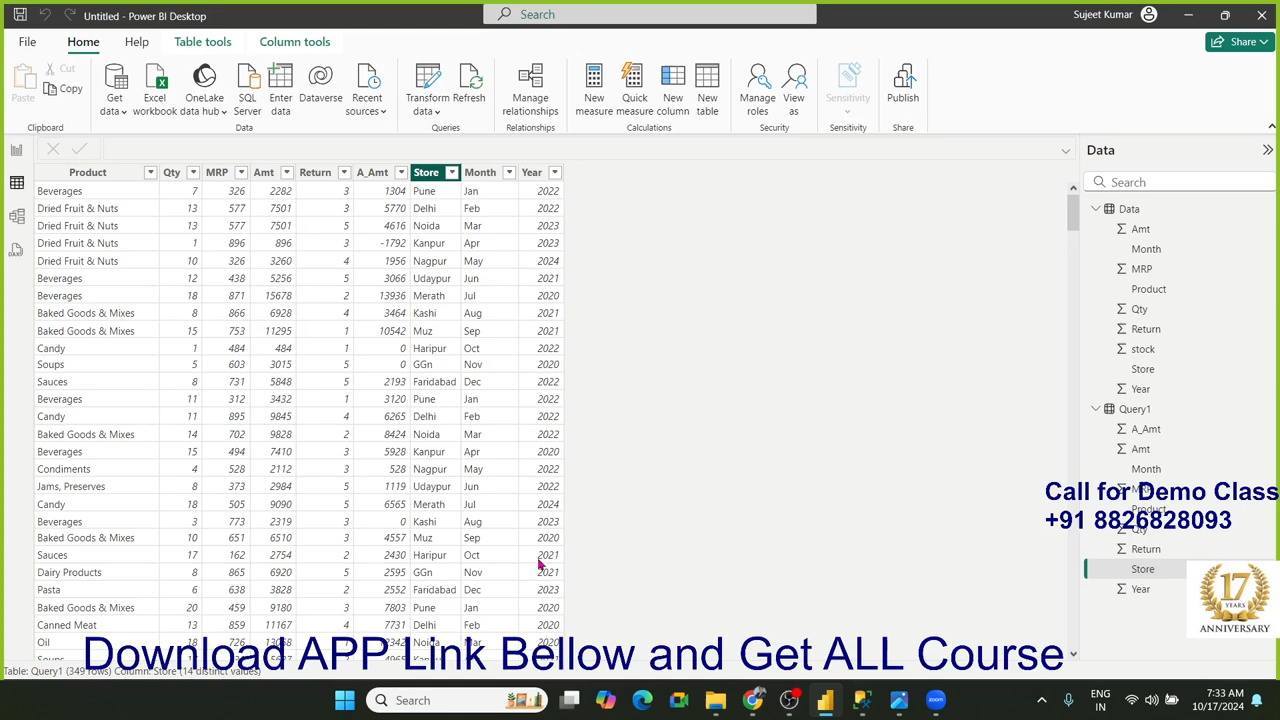 Untitled - Power BI Desktop
Search
Sujeet Kumar
File Home Help Table tools Column tools
Share
Paste
Cut
Copy
Get data
Excel workbook
OneLake data hub
SQL Server
Enter data
Dataverse
Recent sources
Transform data
Refresh
Manage relationships
New measure
Quick measure
New column
New table
Manage roles
View as
Sensitivity
Publish
Clipboard Data Queries Relationships Calculations Security Sensitivity Share
Product Qty MRP Amt Return A_Amt Store Month Year
Beverages 7 326 2282 3 1304 Pune Jan 2022
Dried Fruit & Nuts 13 577 7501 3 5770 Delhi Feb 2022
Dried Fruit & Nuts 13 577 7501 5 4616 Noida Mar 2023
Dried Fruit & Nuts 1 896 896 3 -1792 Kanpur Apr 2023
Dried Fruit & Nuts 10 326 3260 4 1956 Nagpur May 2024
Beverages 12 438 5256 5 3066 Udaypur Jun 2021
Beverages 18 871 15678 2 13936 Merath Jul 2020
Baked Goods & Mixes 8 866 6928 4 3464 Kashi Aug 2021
Baked Goods & Mixes 15 753 11295 1 10542 Muz Sep 2021
Candy 1 484 484 1 0 Haripur Oct 2022
Soups 5 603 3015 5 0 GGn Nov 2020
Sauces 8 731 5848 5 2193 Faridabad Dec 2022
Beverages 11 312 3432 1 3120 Pune Jan 2022
Candy 11 895 9845 4 6265 Delhi Feb 2022
Baked Goods & Mixes 14 702 9828 2 8424 Noida Mar 2022
Beverages 15 494 7410 3 5928 Kanpur Apr 2020
Condiments 4 528 2112 3 528 Nagpur May 2022
Jams, Preserves 8 373 2984 5 1119 Udaypur Jun 2022
Candy 18 505 9090 5 6565 Merath Jul 2024
Beverages 3 773 2319 3 0 Kashi Aug 2023
Baked Goods & Mixes 10 651 6510 3 4557 Muz Sep 2020
Sauces 17 162 2754 2 2430 Haripur Oct 2021
Dairy Products 8 865 6920 5 2595 GGn Nov 2021
Pasta 6 638 3828 2 2552 Faridabad Dec 2023
Baked Goods & Mixes 20 459 9180 3 7803 Pune Jan 2020
Canned Meat 13 859 11167 4 7731 Delhi Feb 2020
Oil 18 726 Noida Mar 2020
Data
Search
Data
Amt
Month
MRP
Product
Qty
Return
stock
Store
Year
Query1
A_Amt
Amt
Month
Call for Demo Class
+91 8826828093
Qty
Return
Store
Year
17
YEARS
ANNIVERSARY
Download APP Link Bellow and Get ALL Course
Table: Query1 (349 rows) Column: Store (14 distinct values)
Search
ENG
IN
7:33 AM
10/17/2024